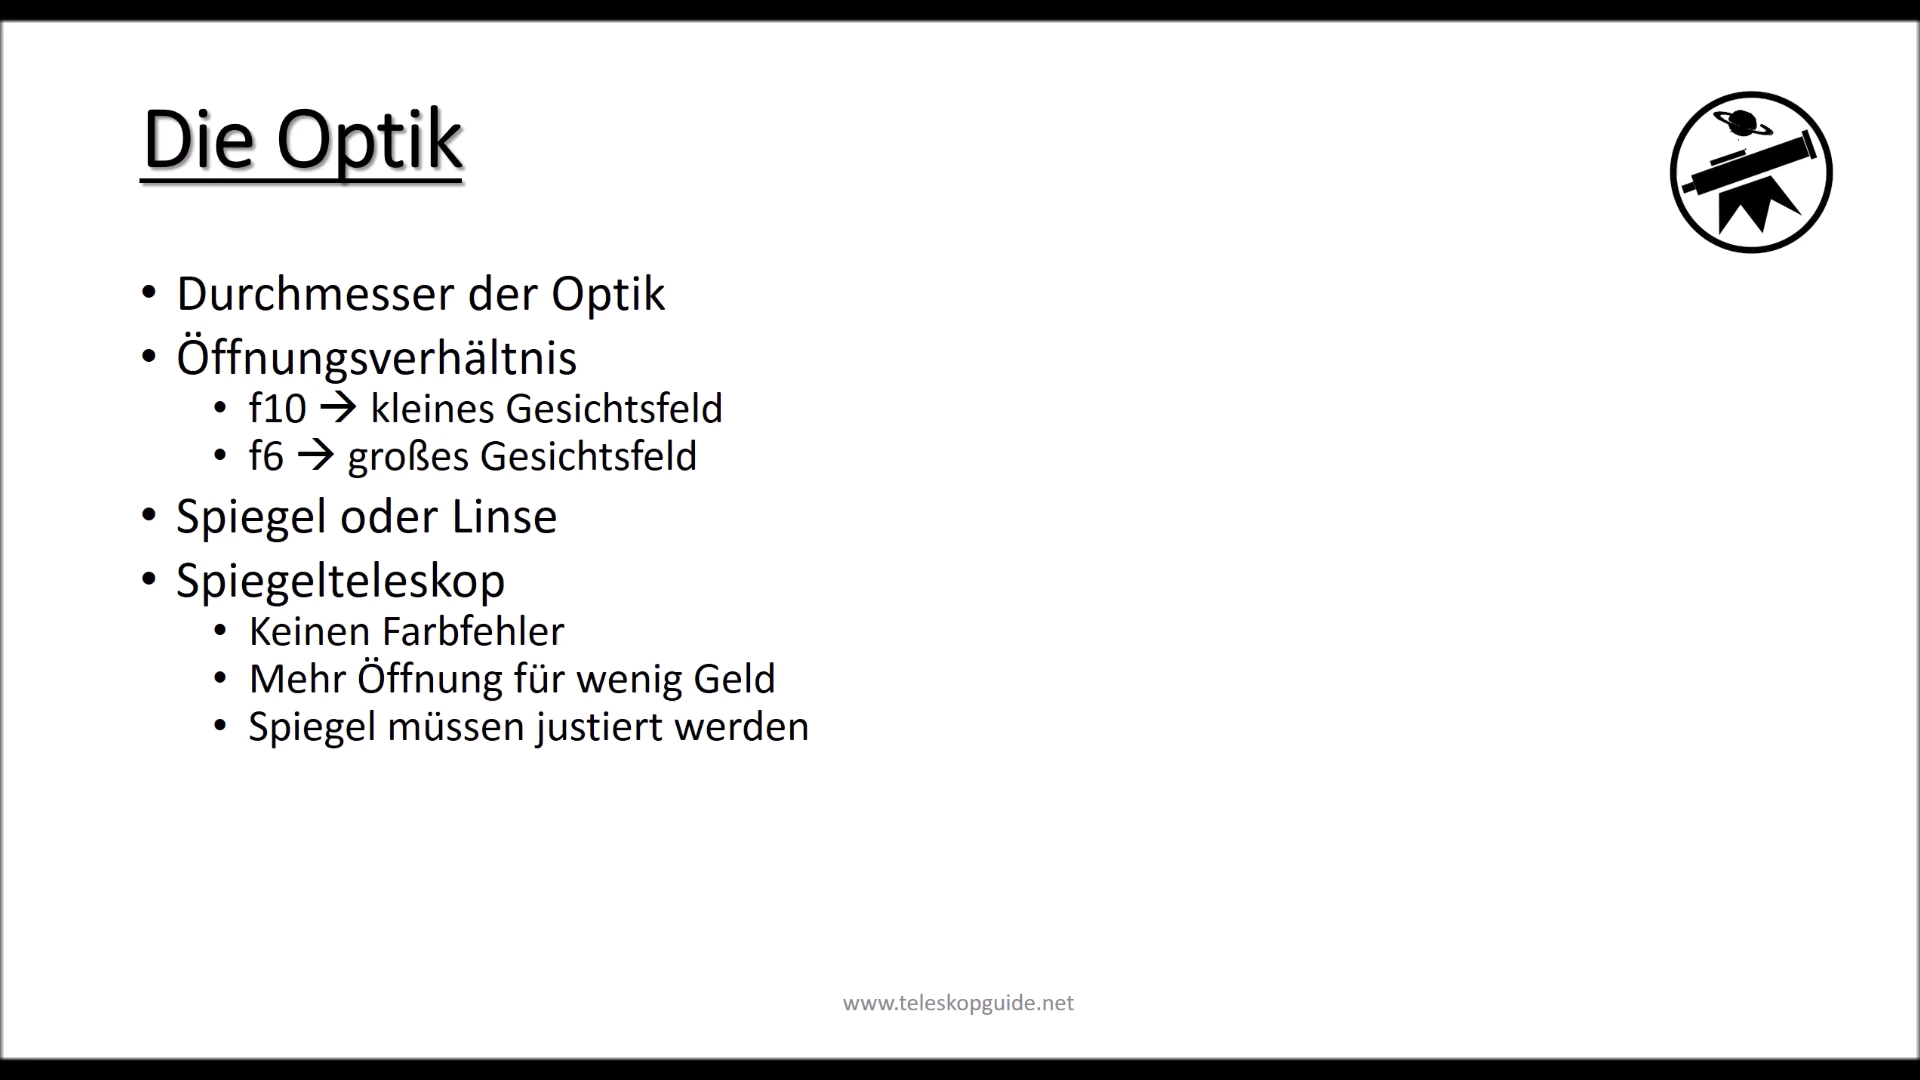 Die Optik
• Durchmesser der Optik
• Öffnungsverhältnis
• f10 → kleines Gesichtsfeld
• f6 → großes Gesichtsfeld
• Spiegel oder Linse
• Spiegelteleskop
• Keinen Farbfehler
• Mehr Öffnung für wenig Geld
• Spiegel müssen justiert werden
www.teleskopguide.net